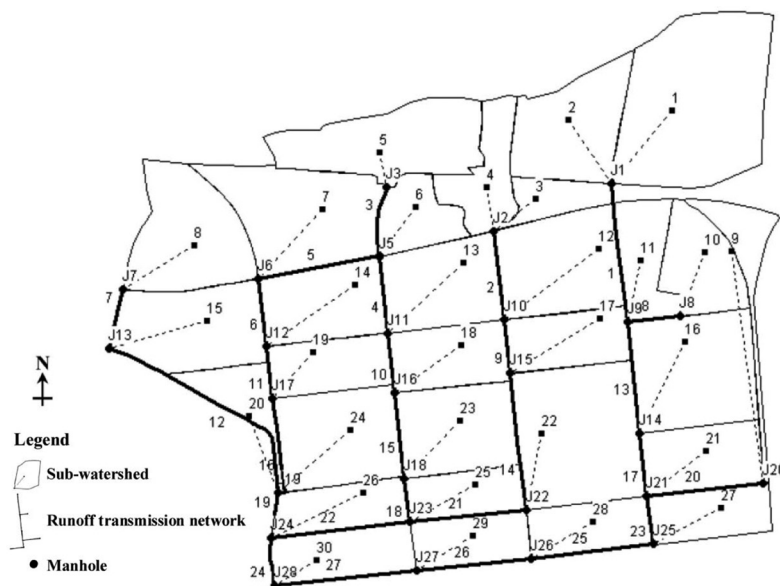 1
2
5
J3
4
J1
3
7
3
6
J2
8
J5
13
12
11
10
9
J6
5
14
J7
7
2
1
15
4
17
6
J10
J9
8
J8
J13
J12
19
J11
18
16
9
J15
11
J17
10
J16
13
N
20
12
24
23
22
J14
Legend
16
15
21
Sub-watershed
J19
26
J18
25
14
17
J21
20
J20
19
27
Runoff transmission network
J24
22
18
J23
21
J22
28
29
23
J25
30
Manhole
24
J28
27
J27
26
J26
25